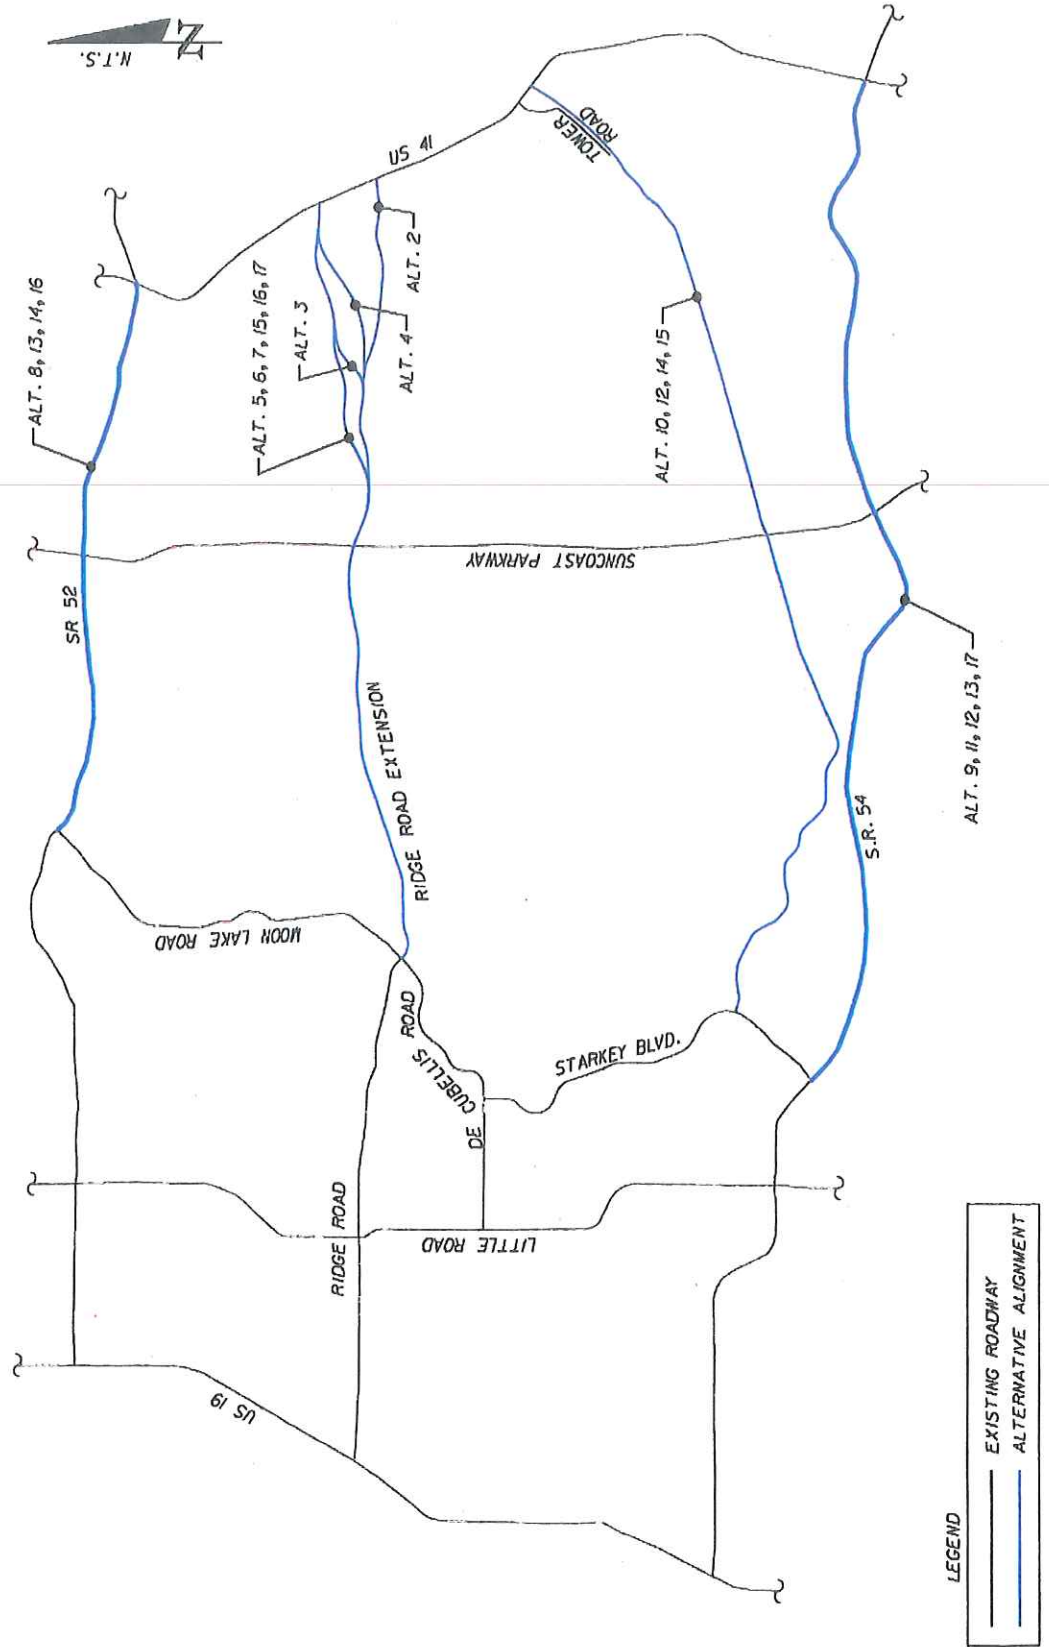 N.T.S.
N
ALT. 8, 13, 14, 16
SR 52
ALT. 5, 6, 7, 15, 16, 17
ALT. 3
ALT. 4
ALT. 2
US 41
TOWER
ROAD
ALT. 10, 12, 14, 15
SUNCOAST PARKWAY
RIDGE ROAD EXTENSION
MOON LAKE ROAD
DE CUBELLIS ROAD
STARKEY BLVD.
S.R. 54
ALT. 9, 11, 12, 13, 17
RIDGE ROAD
LITTLE ROAD
US 19
LEGEND
EXISTING ROADWAY
ALTERNATIVE ALIGNMENT